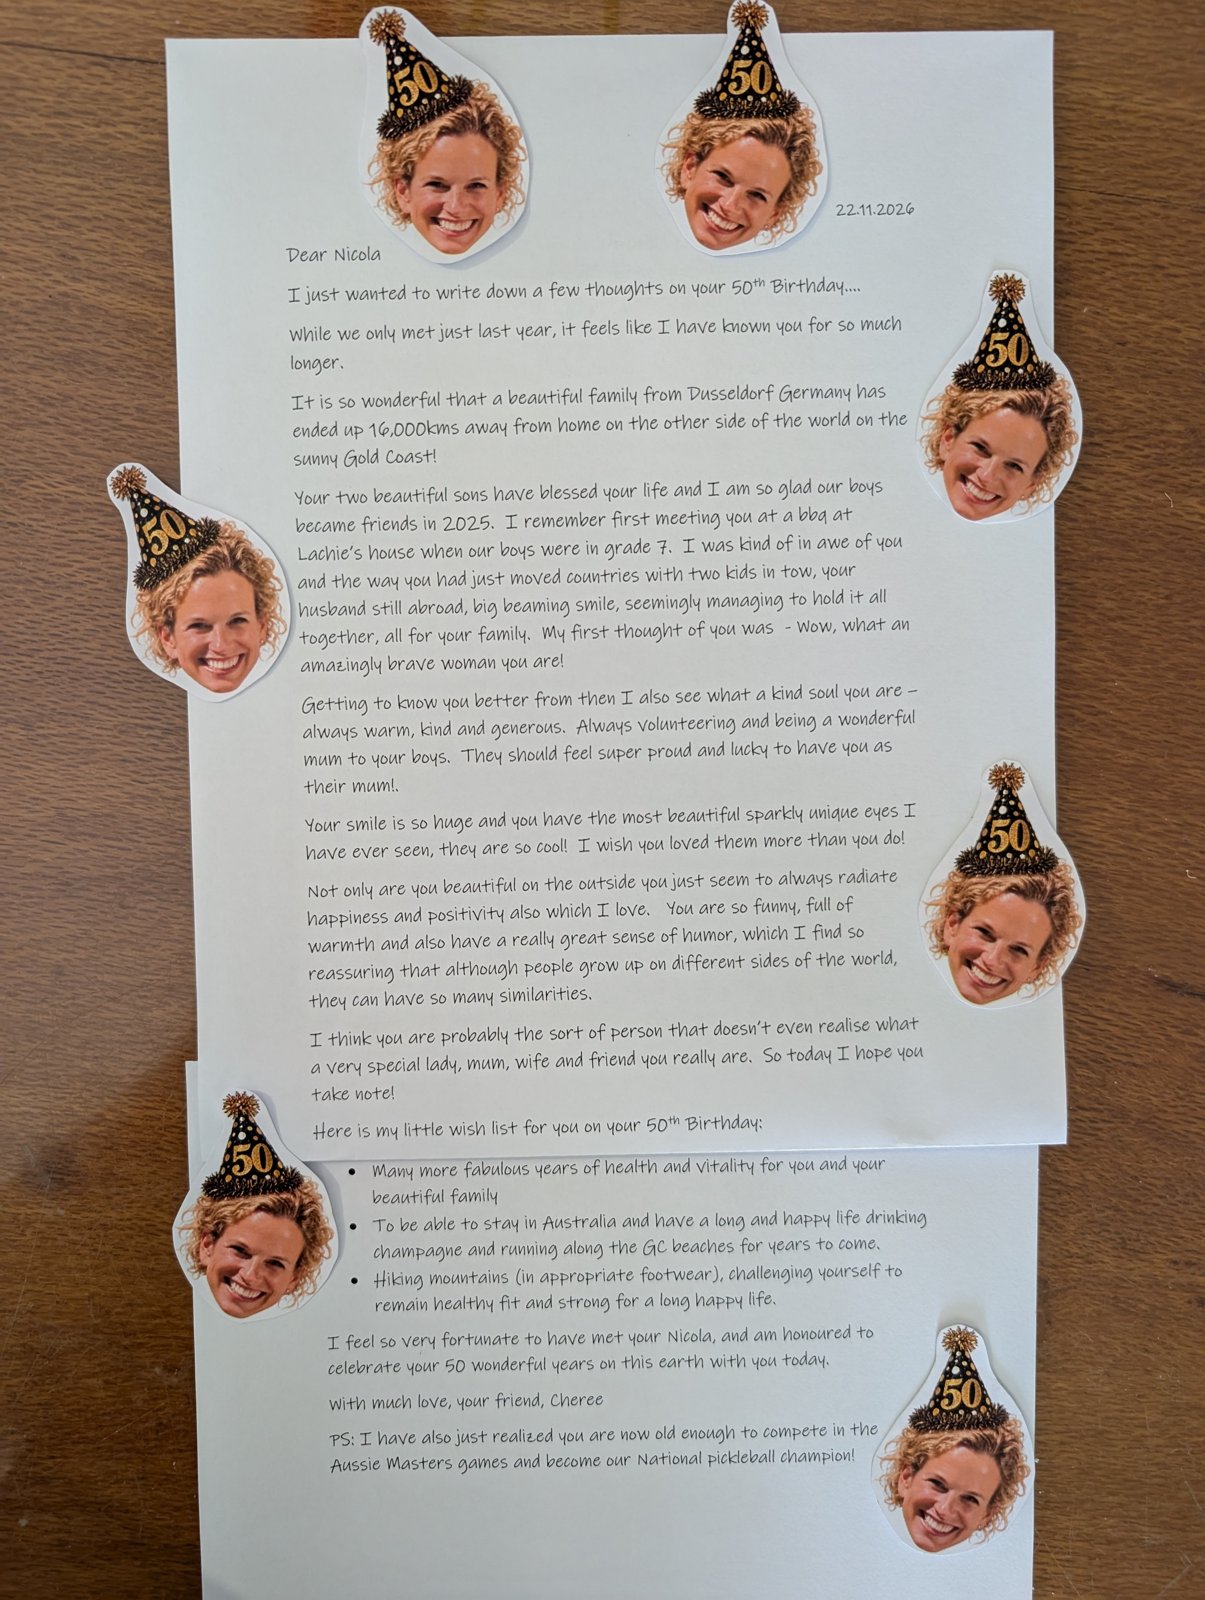 50
50
22.11.2026
Dear Nicola
I just wanted to write down a few thoughts on your 50th Birthday....
While we only met just last year, it feels like I have known you for so much
longer.
50
It is so wonderful that a beautiful family from Dusseldorf Germany has
ended up 16,000kms away from home on the other side of the world on the
sunny Gold Coast!
50
Your two beautiful sons have blessed your life and I am so glad our boys
became friends in 2025. I remember first meeting you at a bbq at
Lachie's house when our boys were in grade 7. I was kind of in awe of you
and the way you had just moved countries with two kids in tow, your
husband still abroad, big beaming smile, seemingly managing to hold it all
together, all for your family. My first thought of you was - Wow, what an
amazingly brave woman you are!
Getting to know you better from then I also see what a kind soul you are –
always warm, kind and generous. Always volunteering and being a wonderful
mum to your boys. They should feel super proud and lucky to have you as
their mum!.
Your smile is so huge and you have the most beautiful sparkly unique eyes I
have ever seen, they are so cool! I wish you loved them more than you do!
50
Not only are you beautiful on the outside you just seem to always radiate
happiness and positivity also which I love. You are so funny, full of
warmth and also have a really great sense of humor, which I find so
reassuring that although people grow up on different sides of the world,
they can have so many similarities.
I think you are probably the sort of person that doesn't even realise what
a very special lady, mum, wife and friend you really are. So today I hope you
take note!
Here is my little wish list for you on your 50th Birthday:
50
• Many more fabulous years of health and vitality for you and your
beautiful family
• To be able to stay in Australia and have a long and happy life drinking
champagne and running along the GC beaches for years to come.
• Hiking mountains (in appropriate footwear), challenging yourself to
remain healthy fit and strong for a long happy life.
I feel so very fortunate to have met your Nicola, and am honoured to
celebrate your 50 wonderful years on this earth with you today.
50
With much love, your friend, Cheree
PS: I have also just realized you are now old enough to compete in the
Aussie Masters games and become our National pickleball champion!